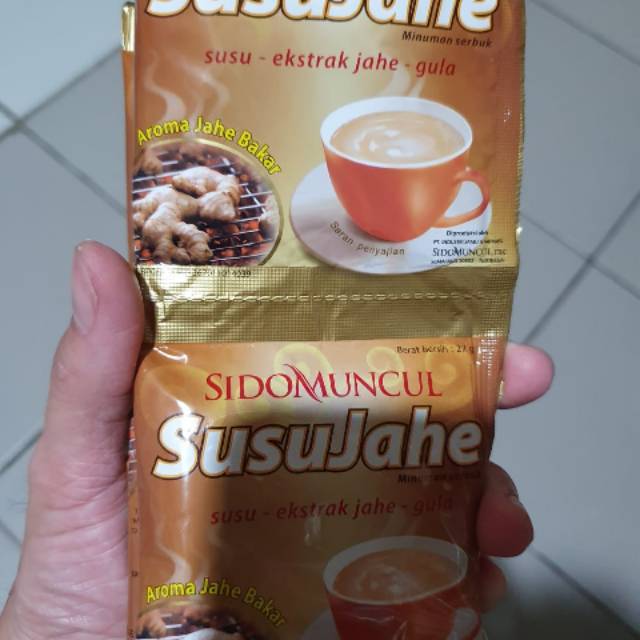 SusuJahe
Minuman serbuk
susu - ekstrak jahe - gula
Aroma Jahe Bakar
Saran penyajian
Diproduksi oleh
SIDOMUNCUL
Berat bersih : 27 g
SIDOMUNCUL
SusuJahe
susu - ekstrak jahe - gula
Aroma Jahe Bakar